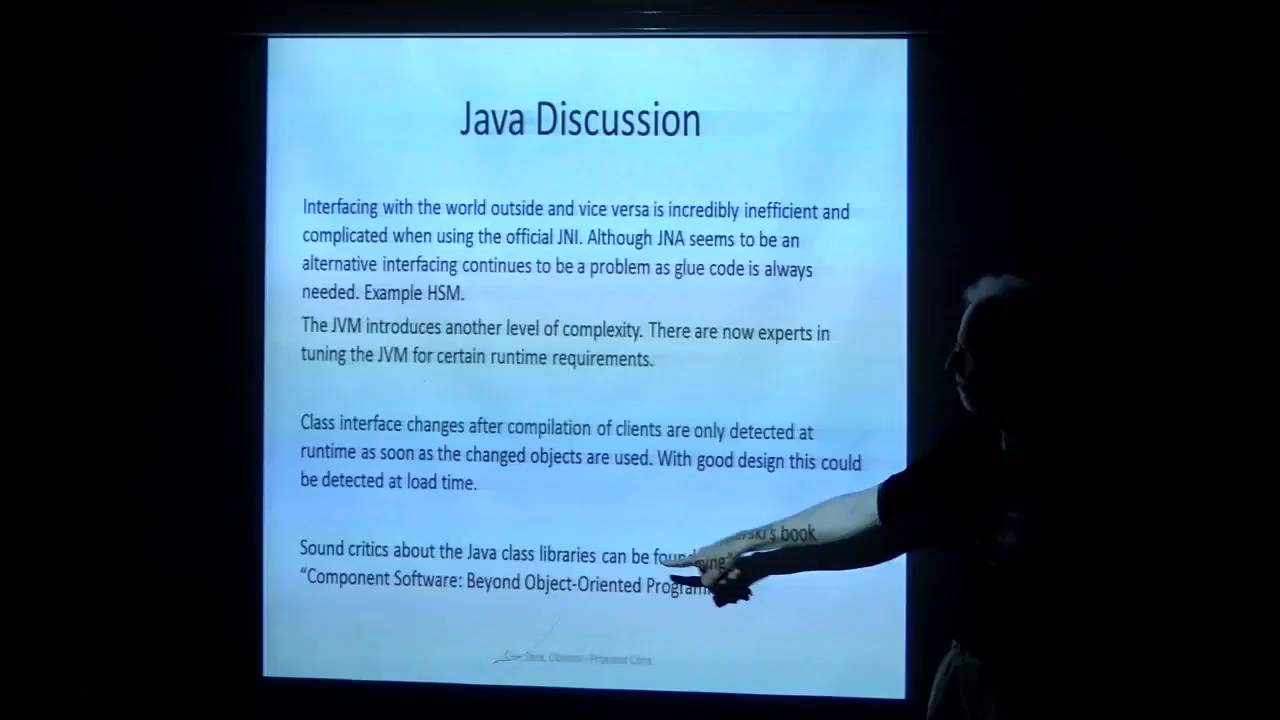 Java Discussion
Interfacing with the world outside and vice versa is incredibly inefficient and
complicated when using the official JNI. Although JNA seems to be an
alternative interfacing continues to be a problem as glue code is always
needed. Example HSM.
The JVM introduces another level of complexity. There are now experts in
tuning the JVM for certain runtime requirements.
Class interface changes after compilation of clients are only detected at
runtime as soon as the changed objects are used. With good design this could
be detected at load time.
Sound critics about the Java class libraries can be book
“Component Software: Beyond Object-Oriented